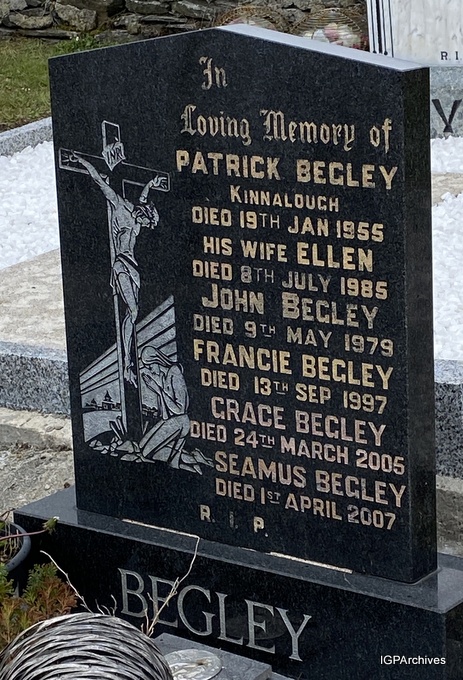 In
Loving Memory of
PATRICK BEGLEY
KINNALOUGH
DIED 19TH JAN 1955
HIS WIFE ELLEN
DIED 8TH JULY 1985
JOHN BEGLEY
DIED 9TH MAY 1979
FRANCIE BEGLEY
DIED 13TH SEP 1997
GRACE BEGLEY
DIED 24TH MARCH 2005
SEAMUS BEGLEY
DIED 1ST APRIL 2007
R. I. P.
BEGLEY
INRI
R. I.
Y
IGPArchives